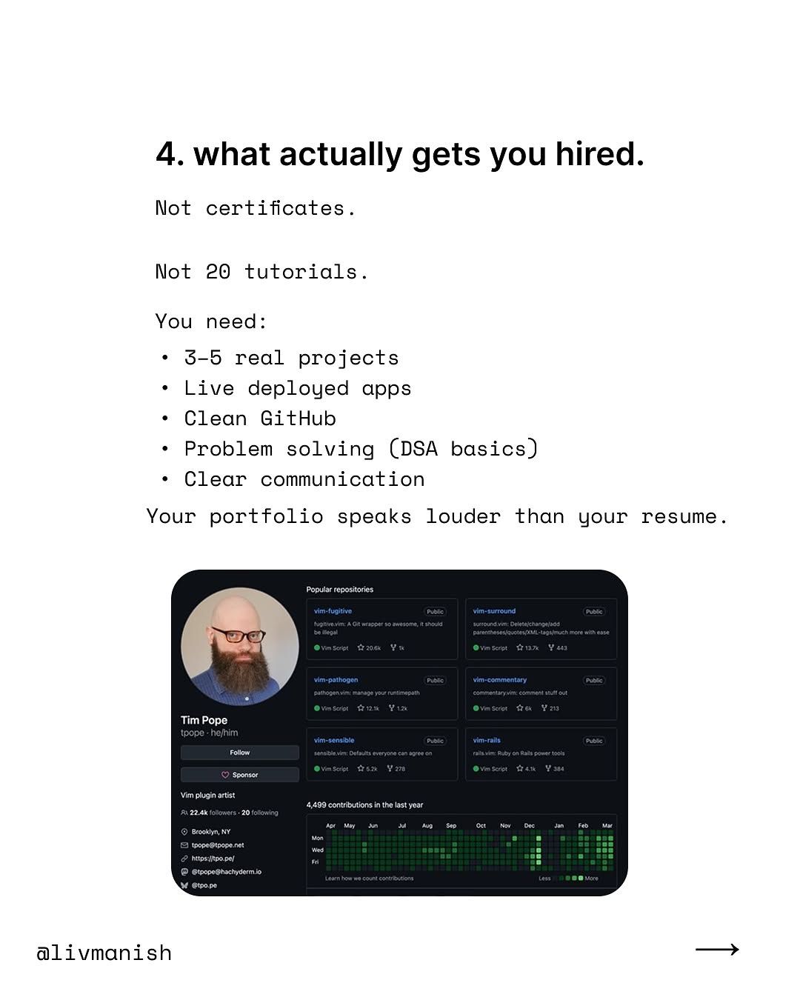 4. what actually gets you hired.
Not certificates.
Not 20 tutorials.
You need:
• 3–5 real projects
• Live deployed apps
• Clean GitHub
• Problem solving (DSA basics)
• Clear communication
Your portfolio speaks louder than your resume.
Tim Pope
tpope · he/him
Follow
Sponsor
Vim plugin artist
22.4k followers · 20 following
Brooklyn, NY
tpope@tpope.net
https://tpo.pe/
@tpope@hachyderm.io
@tpo.pe
Popular repositories
vim-fugitive Public
fugitive.vim: A Git wrapper so awesome, it should
be illegal
Vim Script 20.6k 1k
vim-surround Public
surround.vim: Delete/change/add
parentheses/quotes/XML-tags/much more with ease
Vim Script 13.7k 443
vim-pathogen Public
pathogen.vim: manage your runtimepath
Vim Script 12.1k 1.2k
vim-commentary Public
commentary.vim: comment stuff out
Vim Script 6k 213
vim-sensible Public
sensible.vim: Defaults everyone can agree on
Vim Script 5.2k 278
vim-rails Public
rails.vim: Ruby on Rails power tools
Vim Script 4.1k 384
4,499 contributions in the last year
Apr May Jun Jul Aug Sep Oct Nov Dec Jan Feb Mar
Mon
Wed
Fri
Learn how we count contributions Less More
@livmanish